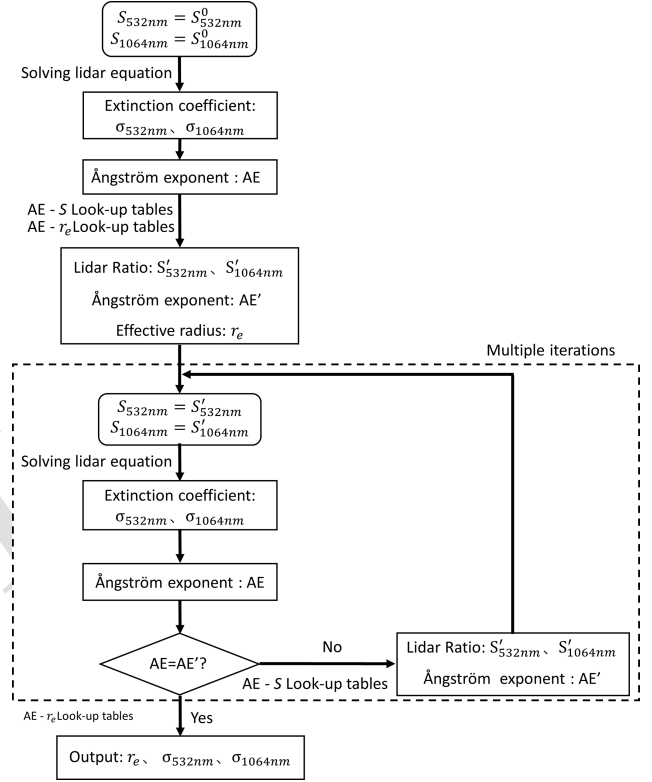 S₅₃₂ₙₘ = S⁰₅₃₂ₙₘ
S₁₀₆₄ₙₘ = S⁰₁₀₆₄ₙₘ
Solving lidar equation
Extinction coefficient:
σ₅₃₂ₙₘ、σ₁₀₆₄ₙₘ
Ångström exponent : AE
AE - S Look-up tables
AE - rₑ Look-up tables
Lidar Ratio: S′₅₃₂ₙₘ、S′₁₀₆₄ₙₘ
Ångström exponent: AE’
Effective radius: rₑ
Multiple iterations
S₅₃₂ₙₘ = S′₅₃₂ₙₘ
S₁₀₆₄ₙₘ = S′₁₀₆₄ₙₘ
Solving lidar equation
Extinction coefficient:
σ₅₃₂ₙₘ、σ₁₀₆₄ₙₘ
Ångström exponent : AE
AE=AE’?
No
AE - S Look-up tables
Lidar Ratio: S′₅₃₂ₙₘ、S′₁₀₆₄ₙₘ
Ångström exponent : AE’
AE - rₑ Look-up tables
Yes
Output: rₑ、σ₅₃₂ₙₘ、σ₁₀₆₄ₙₘ